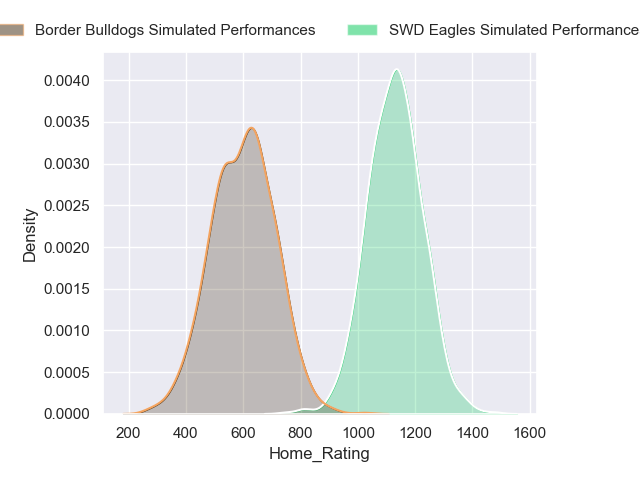 Border Bulldogs Simulated Performances SWD Eagles Simulated Performance
0.0040
0.0035
0.0030
0.0025
0.0020
0.0015
0.0010
0.0005
0.0000
Density
200 400 600 800 1000 1200 1400 1600
Home_Rating